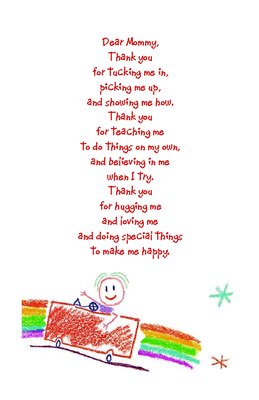 Dear Mommy,
Thank you
for tucking me in,
picking me up,
and showing me how.
Thank you
for teaching me
to do things on my own,
and believing in me
when I try.
Thank you
for hugging me
and loving me
and doing special things
to make me happy.